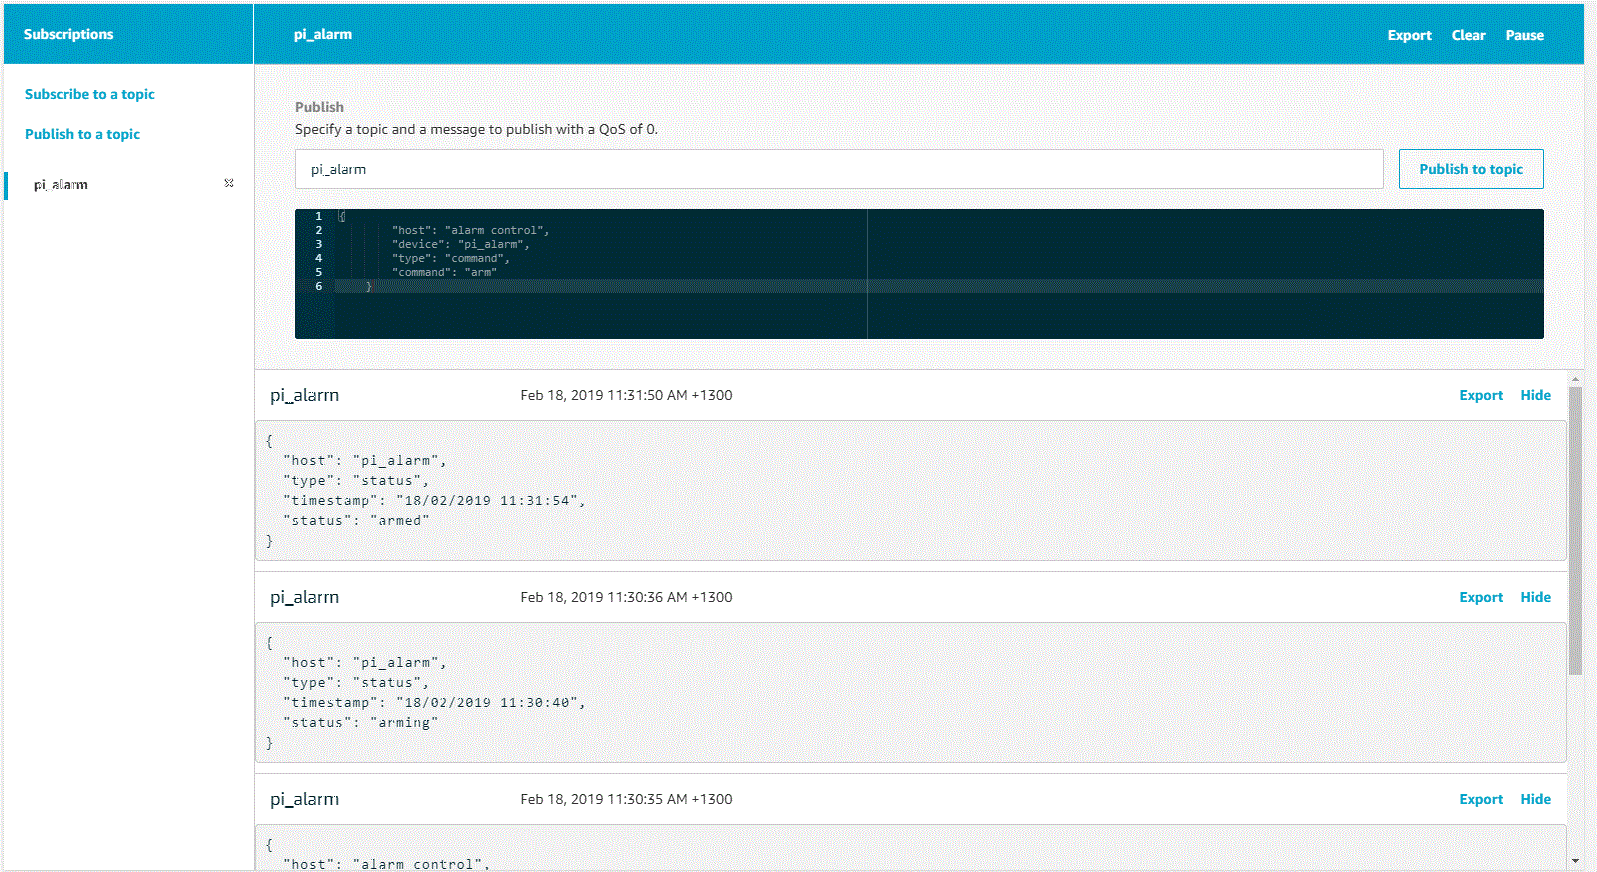 Subscriptions
pi_alarm
Export Clear Pause
Subscribe to a topic
Publish to a topic
pi_alarm
Publish
Specify a topic and a message to publish with a QoS of 0.
pi_alarm
Publish to topic
1 {
2 "host": "alarm control",
3 "device": "pi_alarm",
4 "type": "command",
5 "command": "arm"
6 }
pi_alarm Feb 18, 2019 11:31:50 AM +1300 Export Hide
{
"host": "pi_alarm",
"type": "status",
"timestamp": "18/02/2019 11:31:54",
"status": "armed"
}
pi_alarm Feb 18, 2019 11:30:36 AM +1300 Export Hide
{
"host": "pi_alarm",
"type": "status",
"timestamp": "18/02/2019 11:30:40",
"status": "arming"
}
pi_alarm Feb 18, 2019 11:30:35 AM +1300 Export Hide
{
"host": "alarm control",